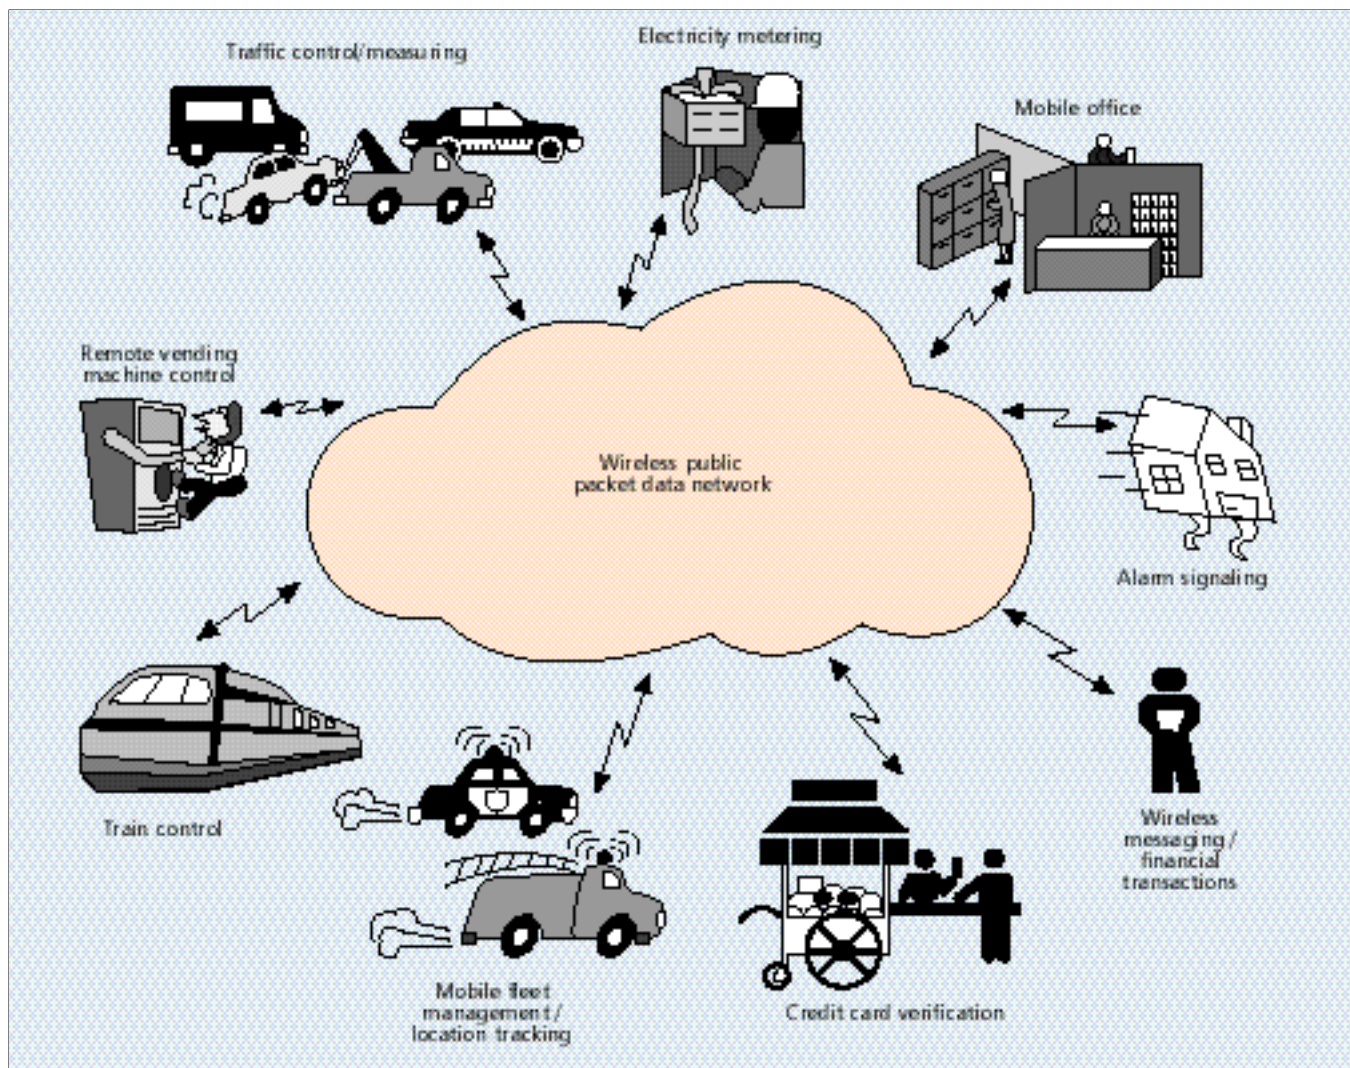 Traffic control/measuring
Electricity metering
Mobile office
Remote vending
machine control
Wireless public
packet data network
Alarm signaling
Train control
Wireless
messaging/
financial
transactions
Mobile fleet
management/
location tracking
Credit card verification